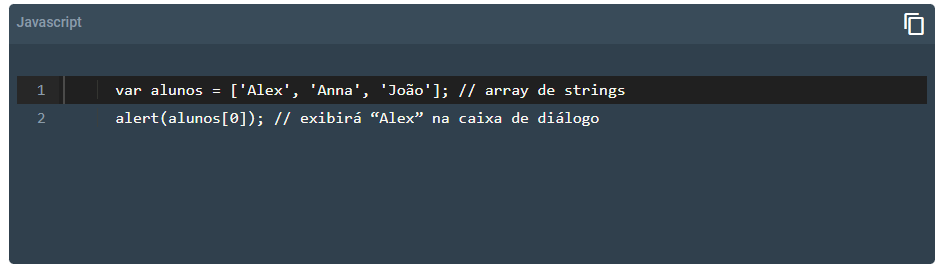 Javascript
1 var alunos = ['Alex', 'Anna', 'João']; // array de strings
2 alert(alunos[0]); // exibirá “Alex” na caixa de diálogo